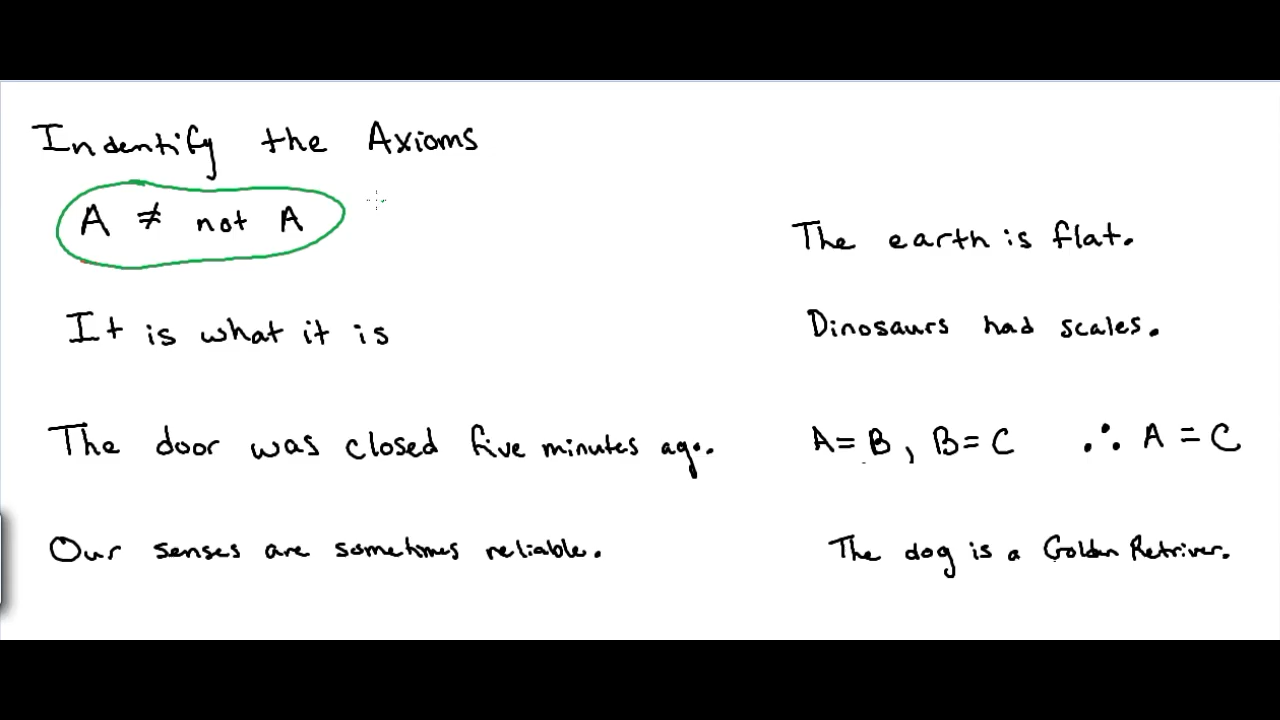 Indentify the Axioms
A ≠ not A
It is what it is
The door was closed five minutes ago.
Our senses are sometimes reliable.
The earth is flat.
Dinosaurs had scales.
A = B , B = C ∴ A = C
The dog is a Golden Retriver.